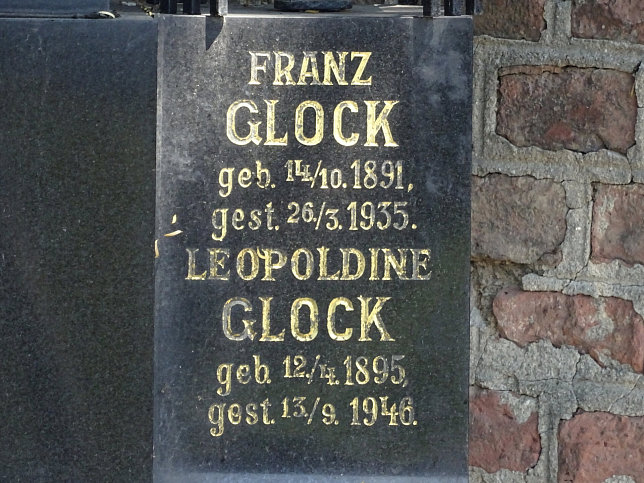 FRANZ
GLOCK
geb. 14/10. 1891,
gest. 26./3. 1935.
LEOPOLDINE
GLOCK
geb. 12./4. 1895,
gest. 13./9. 1946.